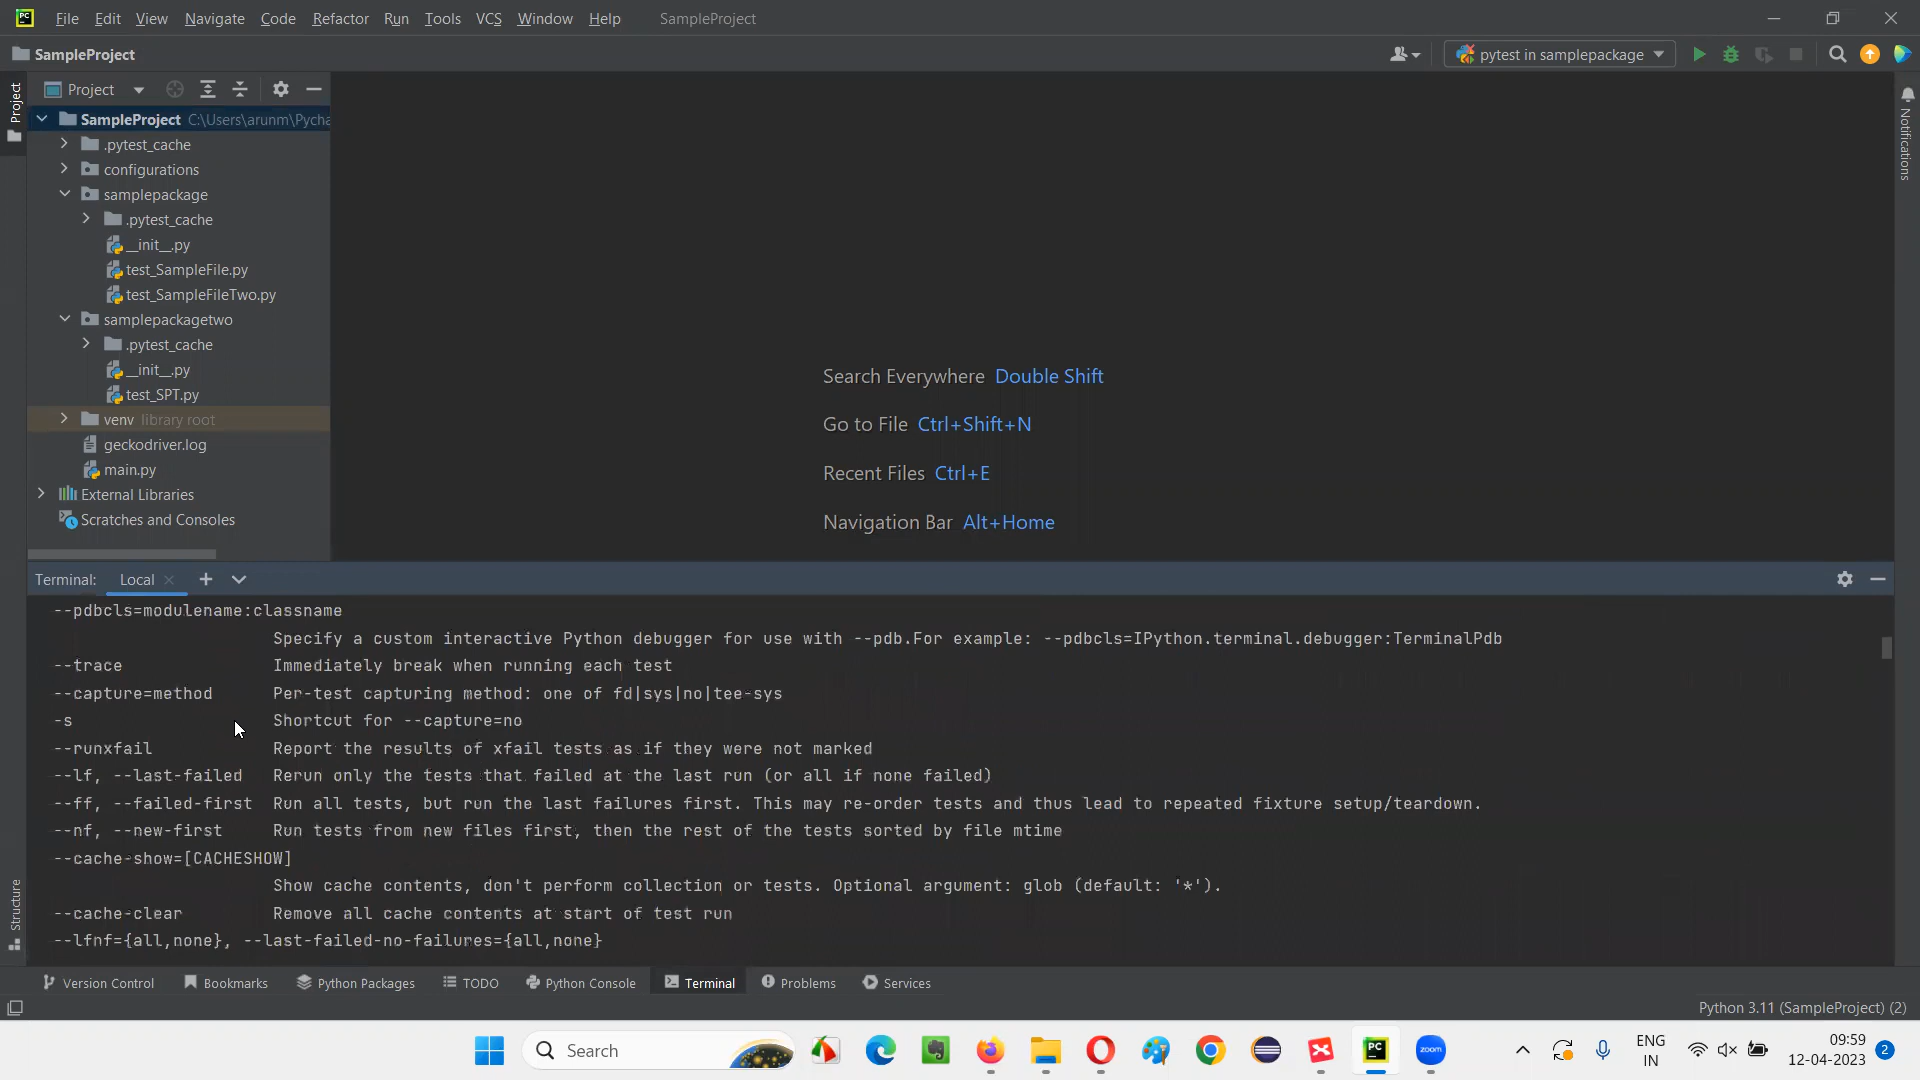 File Edit View Navigate Code Refactor Run Tools VCS Window Help SampleProject
SampleProject
pytest in samplepackage
Project
Project
SampleProject C:\Users\arunm\Pycha
.pytest_cache
configurations
samplepackage
.pytest_cache
__init__.py
test_SampleFile.py
test_SampleFileTwo.py
samplepackagetwo
.pytest_cache
__init__.py
test_SPT.py
venv library root
geckodriver.log
main.py
External Libraries
Scratches and Consoles
Notifications
Search Everywhere Double Shift
Go to File Ctrl+Shift+N
Recent Files Ctrl+E
Navigation Bar Alt+Home
Terminal: Local
--pdbcls=modulename:classname
Specify a custom interactive Python debugger for use with --pdb.For example: --pdbcls=IPython.terminal.debugger:TerminalPdb
--trace Immediately break when running each test
--capture=method Per-test capturing method: one of fd|sys|no|tee-sys
-s Shortcut for --capture=no
--runxfail Report the results of xfail tests as if they were not marked
--lf, --last-failed Rerun only the tests that failed at the last run (or all if none failed)
--ff, --failed-first Run all tests, but run the last failures first. This may re-order tests and thus lead to repeated fixture setup/teardown.
--nf, --new-first Run tests from new files first, then the rest of the tests sorted by file mtime
--cache-show=[CACHESHOW]
Show cache contents, don't perform collection or tests. Optional argument: glob (default: '*').
--cache-clear Remove all cache contents at start of test run
--lfnf={all,none}, --last-failed-no-failures={all,none}
Structure
Version Control Bookmarks Python Packages TODO Python Console Terminal Problems Services
Python 3.11 (SampleProject) (2)
Search
PC
zoom
ENG
IN
09:59
12-04-2023
2